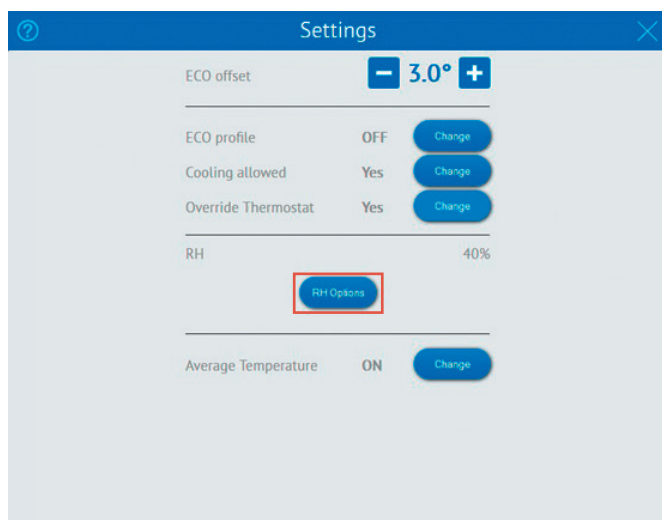 ? Settings X
ECO offset − 3.0° +
ECO profile OFF Change
Cooling allowed Yes Change
Override Thermostat Yes Change
RH 40%
RH Options
Average Temperature ON Change